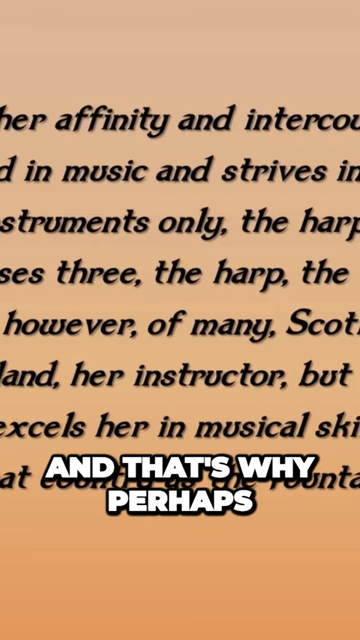 her affinity and intercou
d in music and strives in
struments only, the harp
ses three, the harp, the
however, of many, Scot
land, her instructor, but
excels her in musical ski
AND THAT'S WHY
PERHAPS